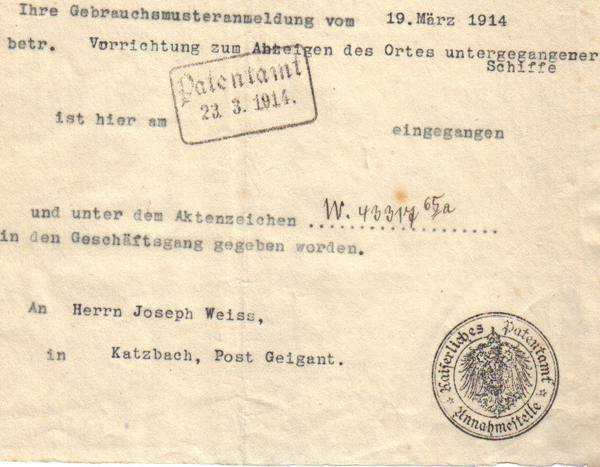 Ihre Gebrauchsmusteranmeldung vom 19.März 1914
betr. Vorrichtung zum Anzeigen des Ortes untergegangener
Schiffe
Patentamt
23. 3. 1914.
ist hier am eingegangen
und unter dem Aktenzeichen W. 43317 65/a
in den Geschäftsgang gegeben worden.
An Herrn Joseph Weiss,
in Katzbach, Post Geigant.
Kaiserliches Patentamt
* Annahmestelle *